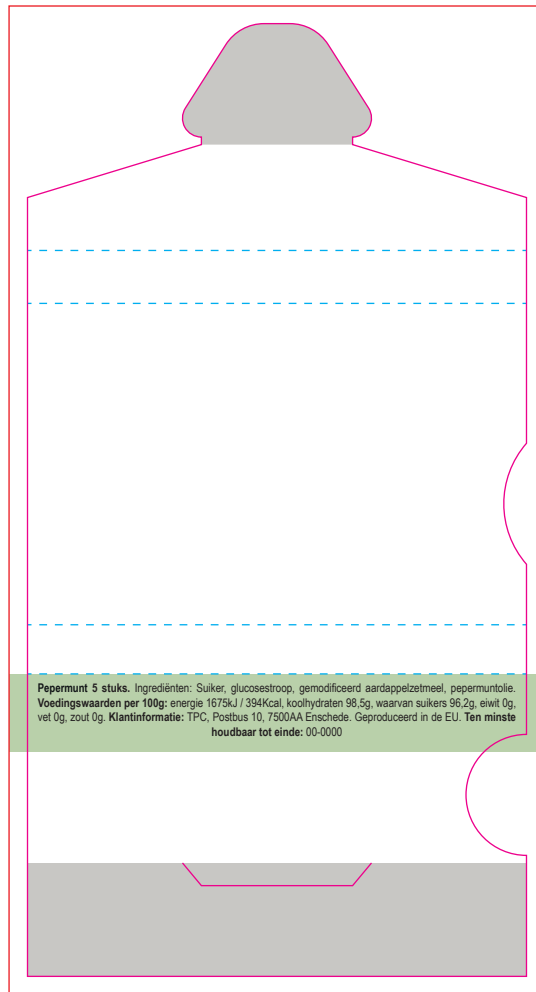 Pepermunt 5 stuks. Ingrediënten: Suiker, glucosestroop, gemodificeerd aardappelzetmeel, pepermuntolie.
Voedingswaarden per 100g: energie 1675kJ / 394Kcal, koolhydraten 98,5g, waarvan suikers 96,2g, eiwit 0g,
vet 0g, zout 0g. Klantinformatie: TPC, Postbus 10, 7500AA Enschede. Geproduceerd in de EU. Ten minste
houdbaar tot einde: 00-0000